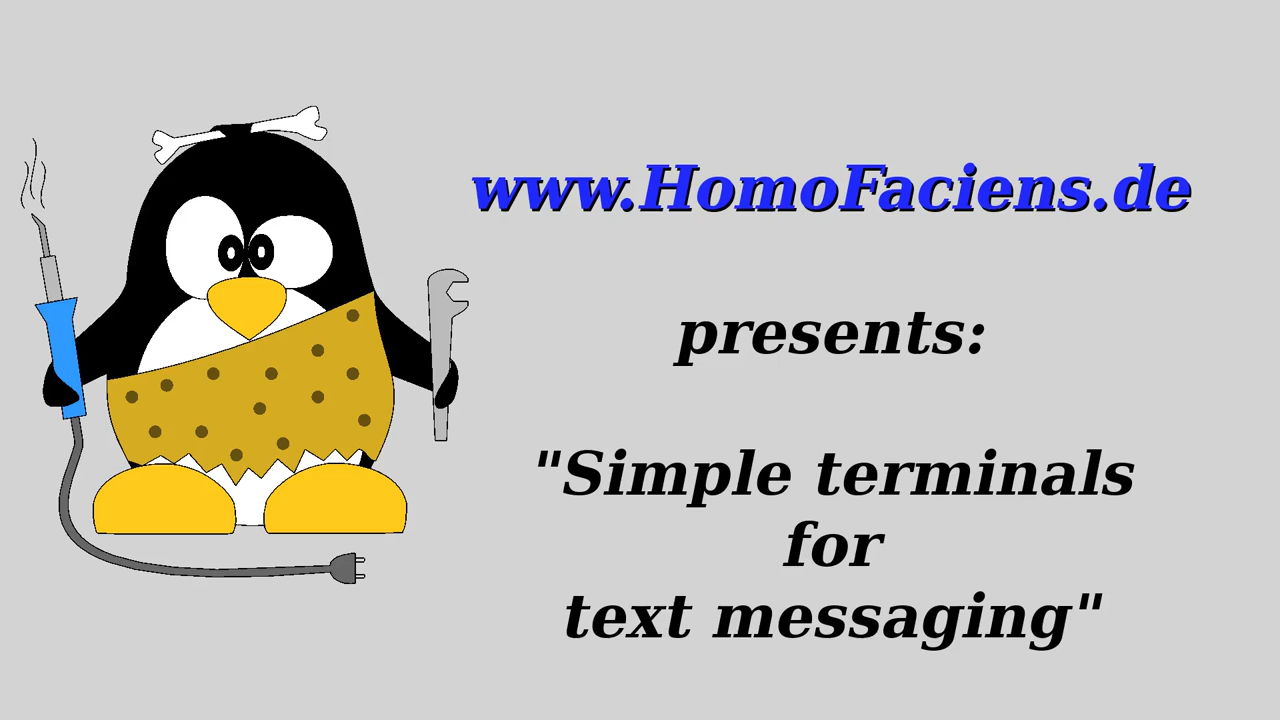 www.HomoFaciens.de
presents:
"Simple terminals
for
text messaging"